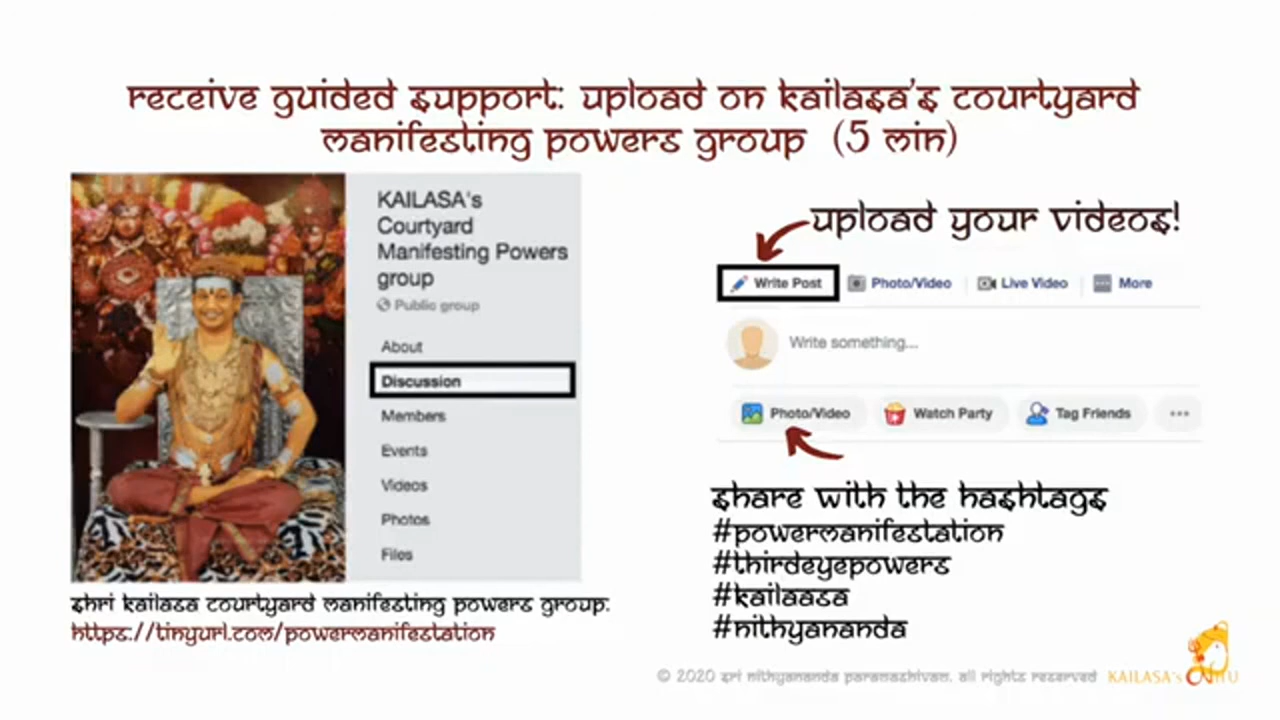 receive guided support: upload on kailasa's courtyard
manifesting powers group (5 min)
KAILASA's
Courtyard
Manifesting Powers
group
Public group
About
Discussion
Members
Events
Videos
Photos
Files
shri kailasa courtyard manifesting powers group:
https://tinyurl.com/powermanifestation
upload your videos!
Write Post Photo/Video Live Video More
Write something...
Photo/Video Watch Party Tag Friends
share with the hashtags
#powermanifestation
#thirdeyepowers
#kailaasa
#nithyananda
© 2020 sri nithyananda paramashivam. all rights reserved
KAILASA's